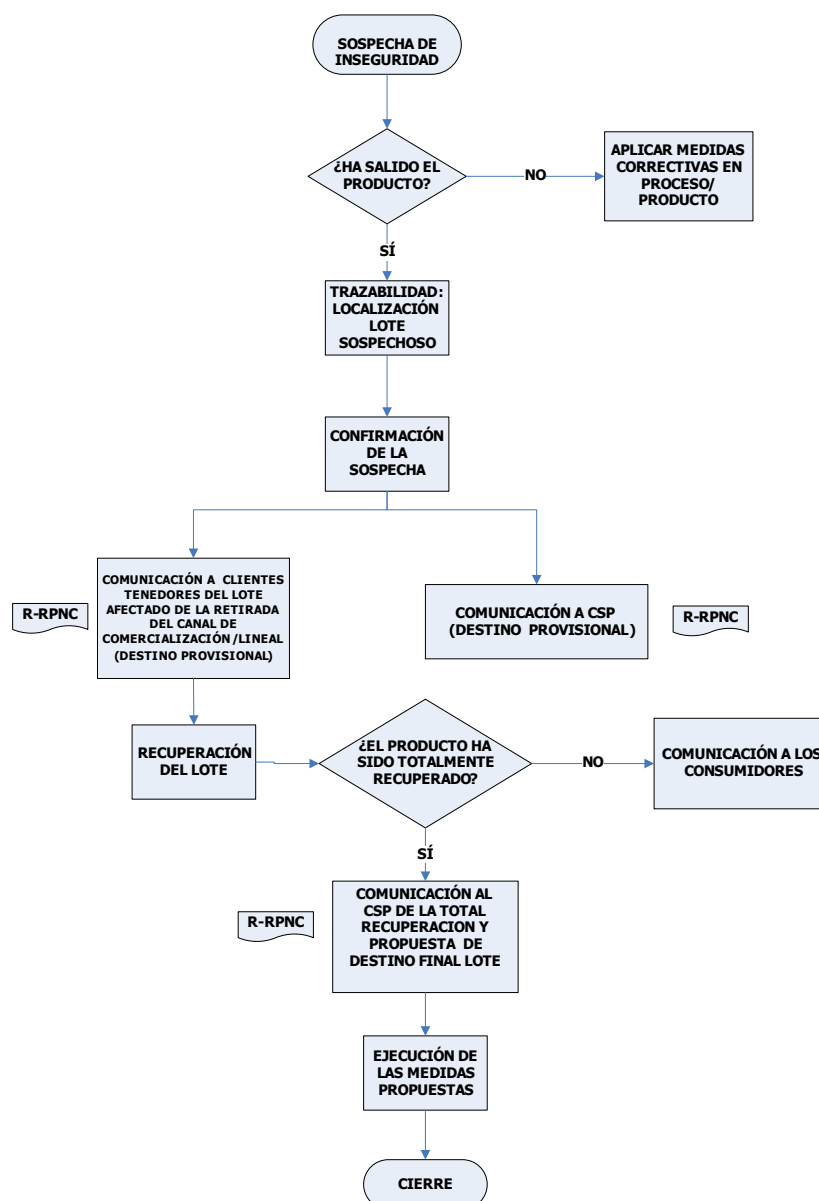 SOSPECHA DE
INSEGURIDAD
¿HA SALIDO EL
PRODUCTO?
NO
APLICAR MEDIDAS
CORRECTIVAS EN
PROCESO/
PRODUCTO
SÍ
TRAZABILIDAD:
LOCALIZACIÓN
LOTE
SOSPECHOSO
CONFIRMACIÓN
DE LA
SOSPECHA
R-RPNC
COMUNICACIÓN A CLIENTES
TENEDORES DEL LOTE
AFECTADO DE LA RETIRADA
DEL CANAL DE
COMERCIALIZACIÓN/LINEAL
(DESTINO PROVISIONAL)
COMUNICACIÓN A CSP
(DESTINO PROVISIONAL)
R-RPNC
RECUPERACIÓN
DEL LOTE
¿EL PRODUCTO HA
SIDO TOTALMENTE
RECUPERADO?
NO
COMUNICACIÓN A LOS
CONSUMIDORES
SÍ
R-RPNC
COMUNICACIÓN AL
CSP DE LA TOTAL
RECUPERACION Y
PROPUESTA DE
DESTINO FINAL LOTE
EJECUCIÓN DE
LAS MEDIDAS
PROPUESTAS
CIERRE